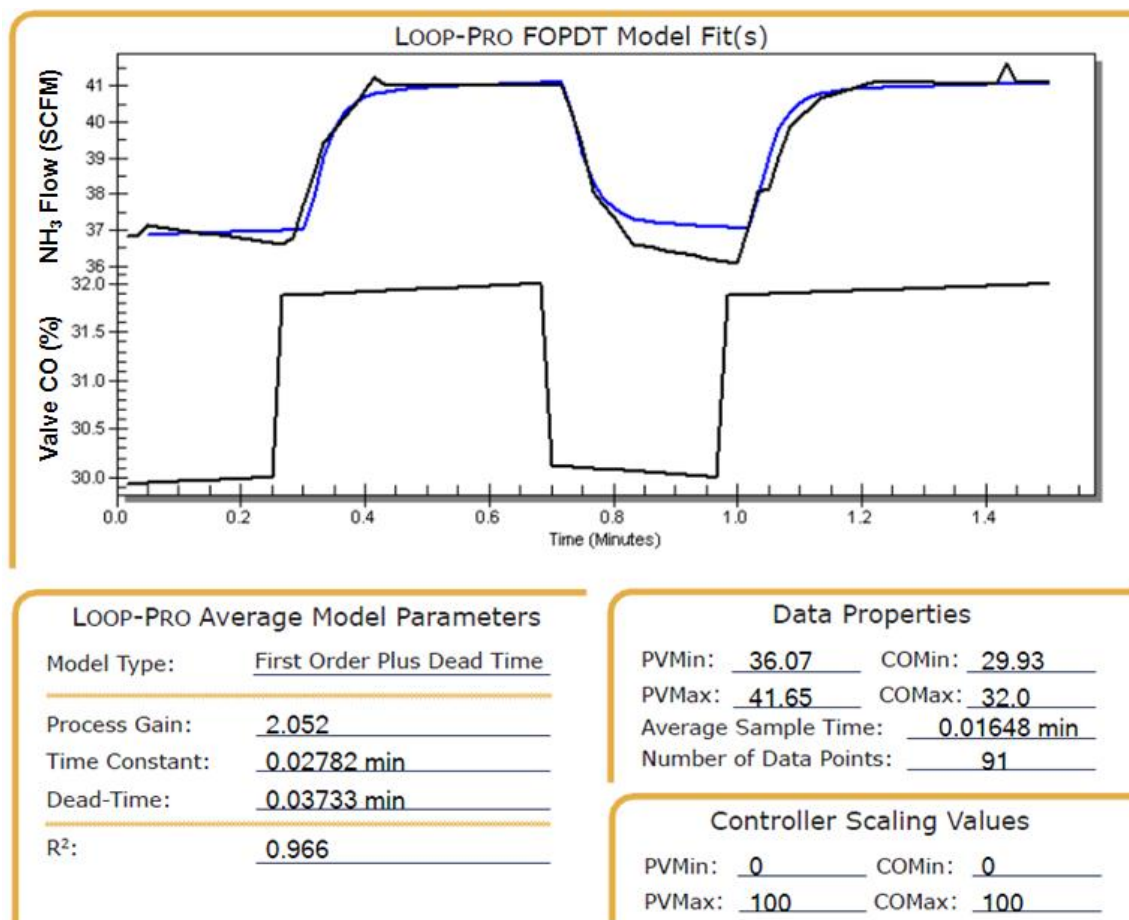 LOOP-PRO FOPDT Model Fit(s)
NH₃ Flow (SCFM)
41
40
39
38
37
36
Valve CO (%)
32.0
31.5
31.0
30.5
30.0
0.0 0.2 0.4 0.6 0.8 1.0 1.2 1.4
Time (Minutes)
LOOP-PRO Average Model Parameters
Model Type: First Order Plus Dead Time
Process Gain: 2.052
Time Constant: 0.02782 min
Dead-Time: 0.03733 min
R²: 0.966
Data Properties
PVMin: 36.07 COMin: 29.93
PVMax: 41.65 COMax: 32.0
Average Sample Time: 0.01648 min
Number of Data Points: 91
Controller Scaling Values
PVMin: 0 COMin: 0
PVMax: 100 COMax: 100